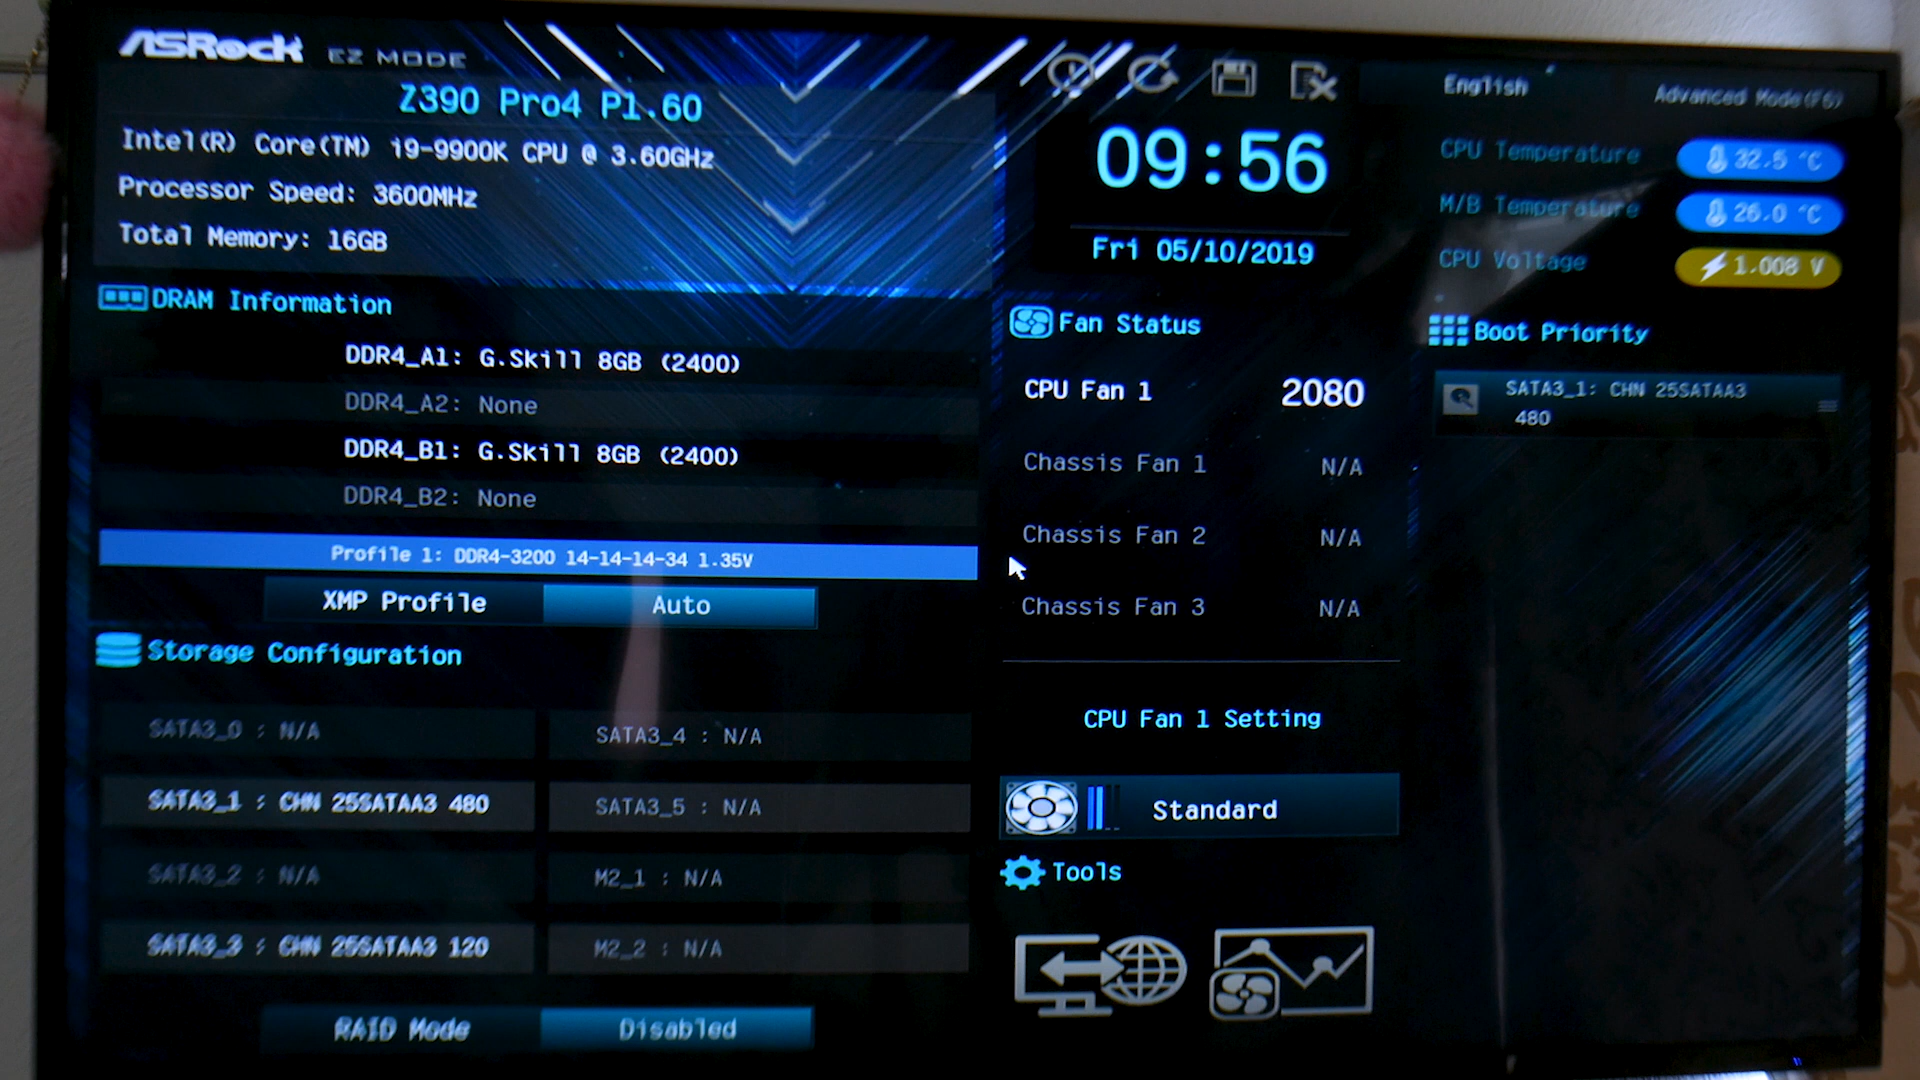 ASRock EZ MODE
Z390 Pro4 P1.60
Intel(R) Core(TM) i9-9900K CPU @ 3.60GHz
Processor Speed: 3600MHz
Total Memory: 16GB
09:56
Fri 05/10/2019
English
Advanced Mode(F6)
CPU Temperature 32.5 °C
M/B Temperature 26.0 °C
CPU Voltage 1.008 V
DRAM Information
DDR4_A1: G.Skill 8GB (2400)
DDR4_A2: None
DDR4_B1: G.Skill 8GB (2400)
DDR4_B2: None
Profile 1: DDR4-3200 14-14-14-34 1.35V
XMP Profile Auto
Storage Configuration
SATA3_0 : N/A
SATA3_4 : N/A
SATA3_1 : CHN 25SATAA3 480
SATA3_5 : N/A
SATA3_2 : N/A
M2_1 : N/A
SATA3_3 : CHN 25SATAA3 120
M2_2 : N/A
RAID Mode Disabled
Fan Status
CPU Fan 1 2080
Chassis Fan 1 N/A
Chassis Fan 2 N/A
Chassis Fan 3 N/A
CPU Fan 1 Setting
Standard
Tools
Boot Priority
SATA3_1: CHN 25SATAA3
480